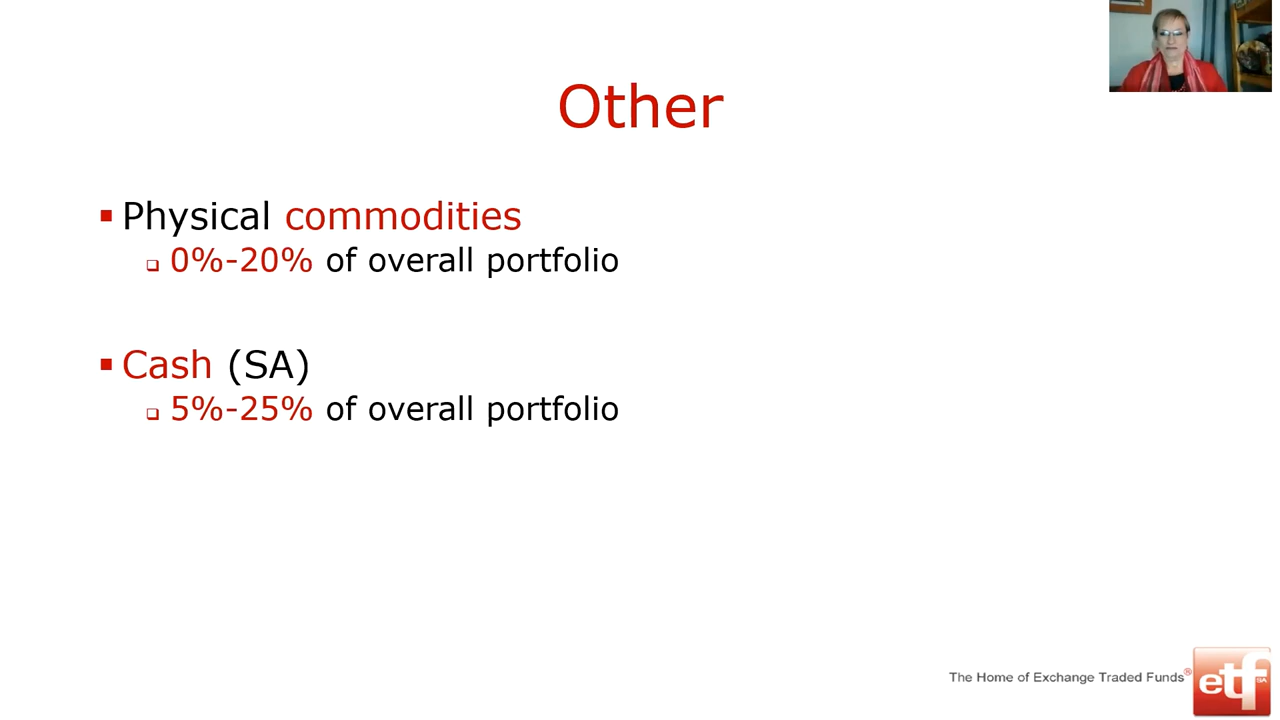 Other
Physical commodities
0%-20% of overall portfolio
Cash (SA)
5%-25% of overall portfolio
The Home of Exchange Traded Funds®
etf
SA